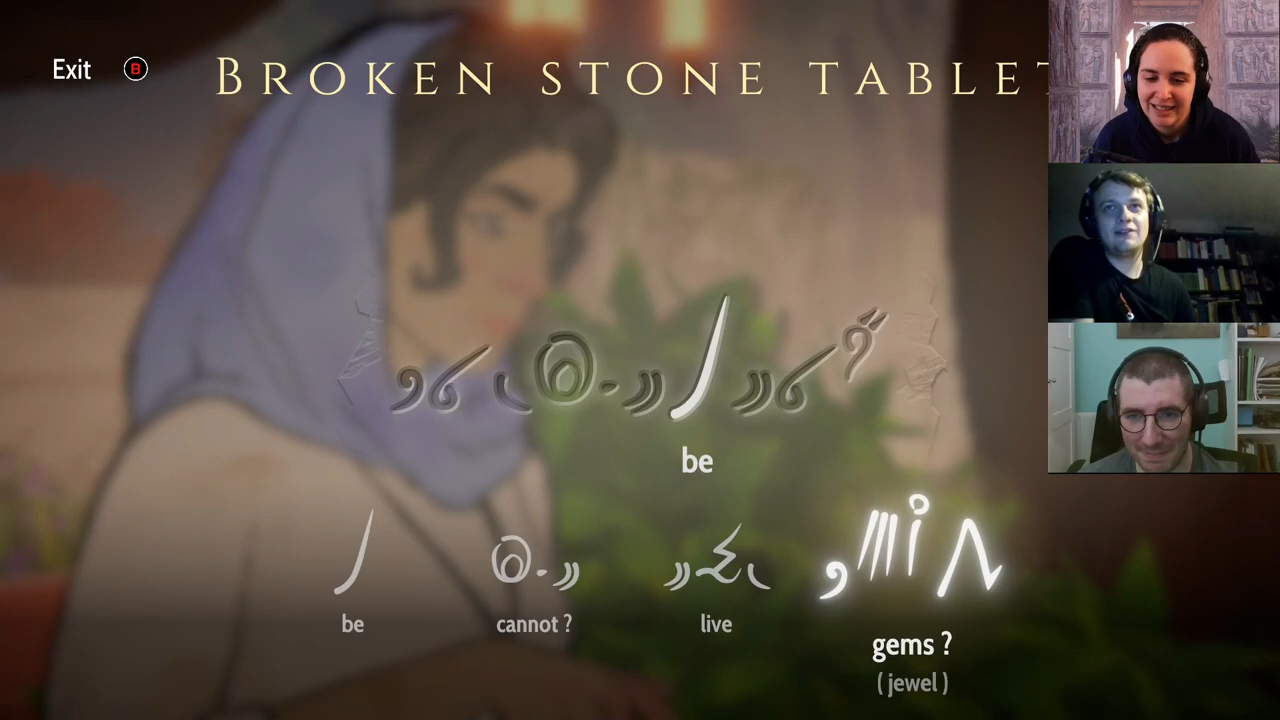 Exit B
BROKEN STONE TABLET
be
be cannot ? live gems ?
( jewel )